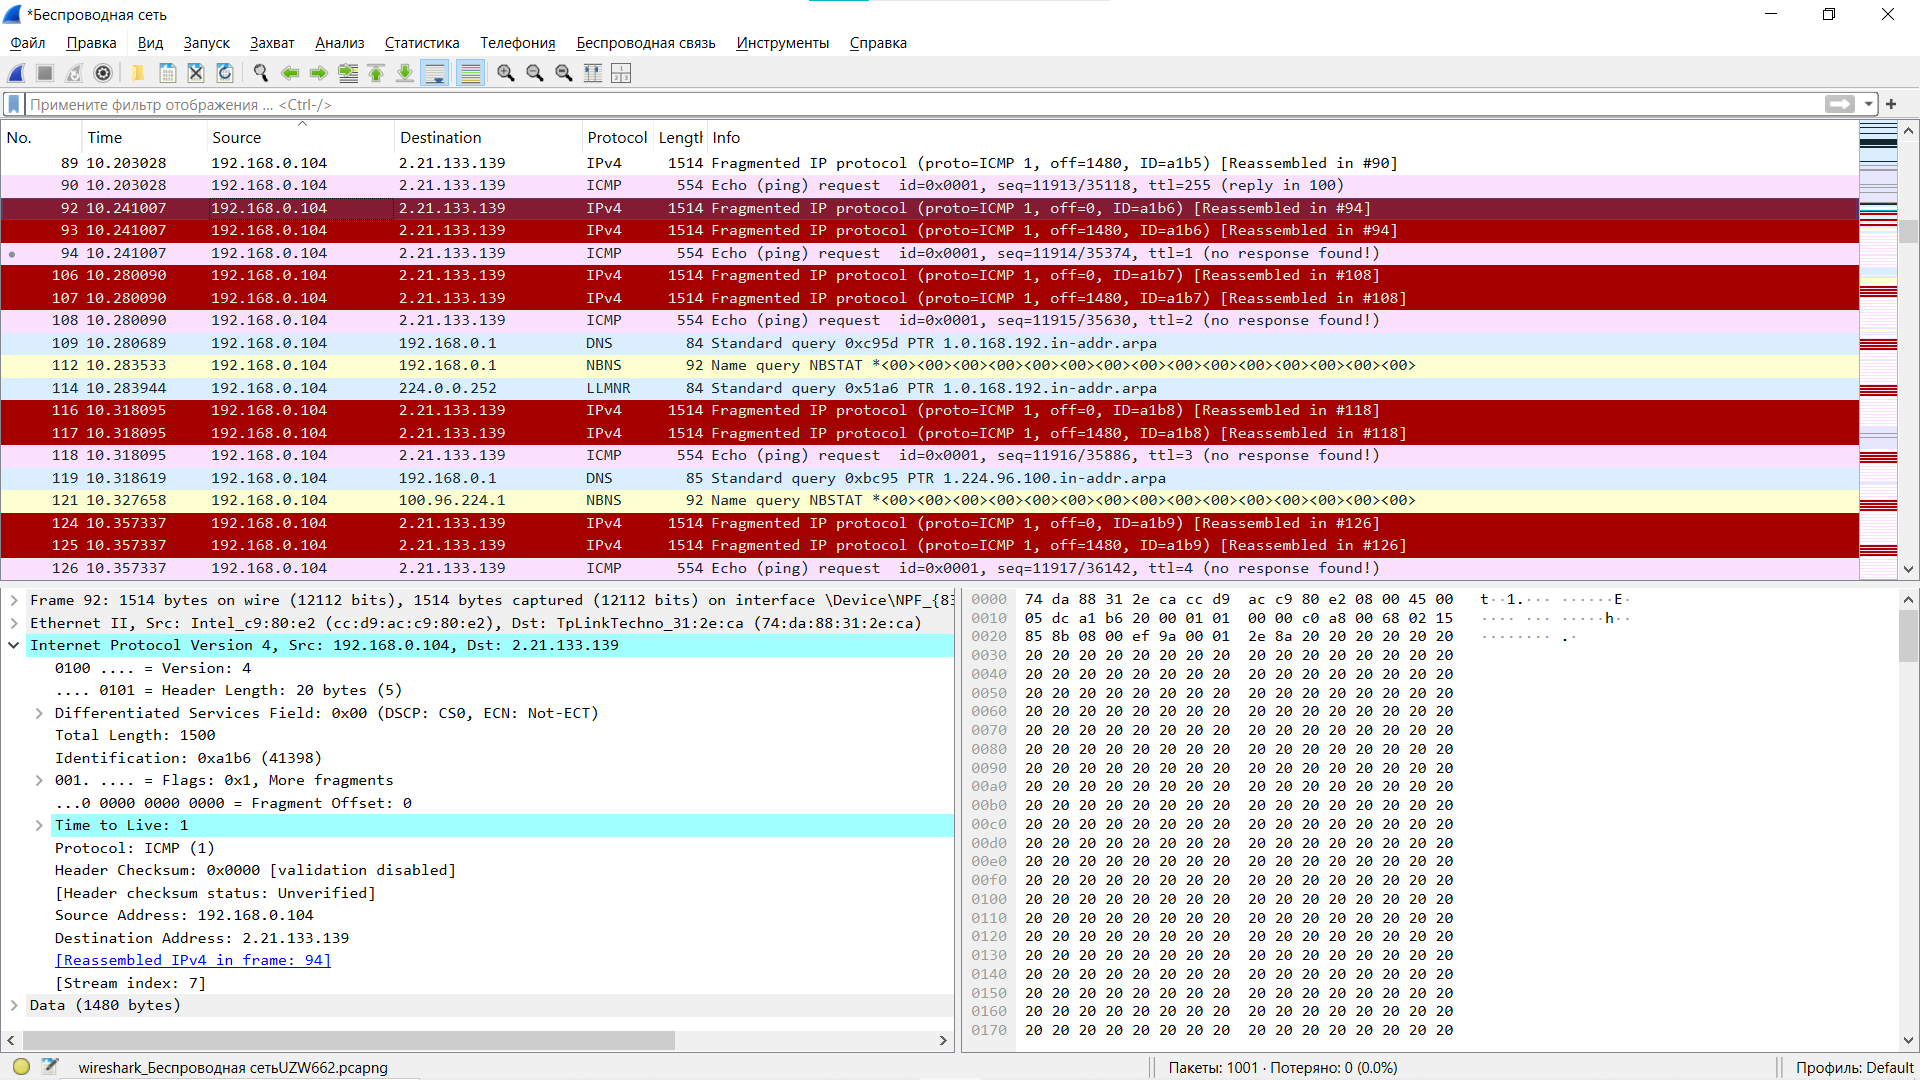 *Беспроводная сеть
Файл Правка Вид Запуск Захват Анализ Статистика Телефония Беспроводная связь Инструменты Справка
Примените фильтр отображения ... <Ctrl-/>
No. Time Source Destination Protocol Length Info
89 10.203028 192.168.0.104 2.21.133.139 IPv4 1514 Fragmented IP protocol (proto=ICMP 1, off=1480, ID=a1b5) [Reassembled in #90]
90 10.203028 192.168.0.104 2.21.133.139 ICMP 554 Echo (ping) request id=0x0001, seq=11913/35118, ttl=255 (reply in 100)
92 10.241007 192.168.0.104 2.21.133.139 IPv4 1514 Fragmented IP protocol (proto=ICMP 1, off=0, ID=a1b6) [Reassembled in #94]
93 10.241007 192.168.0.104 2.21.133.139 IPv4 1514 Fragmented IP protocol (proto=ICMP 1, off=1480, ID=a1b6) [Reassembled in #94]
94 10.241007 192.168.0.104 2.21.133.139 ICMP 554 Echo (ping) request id=0x0001, seq=11914/35374, ttl=1 (no response found!)
106 10.280090 192.168.0.104 2.21.133.139 IPv4 1514 Fragmented IP protocol (proto=ICMP 1, off=0, ID=a1b7) [Reassembled in #108]
107 10.280090 192.168.0.104 2.21.133.139 IPv4 1514 Fragmented IP protocol (proto=ICMP 1, off=1480, ID=a1b7) [Reassembled in #108]
108 10.280090 192.168.0.104 2.21.133.139 ICMP 554 Echo (ping) request id=0x0001, seq=11915/35630, ttl=2 (no response found!)
109 10.280689 192.168.0.104 192.168.0.1 DNS 84 Standard query 0xc95d PTR 1.0.168.192.in-addr.arpa
112 10.283533 192.168.0.104 192.168.0.1 NBNS 92 Name query NBSTAT *<00><00><00><00><00><00><00><00><00><00><00><00><00><00><00>
114 10.283944 192.168.0.104 224.0.0.252 LLMNR 84 Standard query 0x51a6 PTR 1.0.168.192.in-addr.arpa
116 10.318095 192.168.0.104 2.21.133.139 IPv4 1514 Fragmented IP protocol (proto=ICMP 1, off=0, ID=a1b8) [Reassembled in #118]
117 10.318095 192.168.0.104 2.21.133.139 IPv4 1514 Fragmented IP protocol (proto=ICMP 1, off=1480, ID=a1b8) [Reassembled in #118]
118 10.318095 192.168.0.104 2.21.133.139 ICMP 554 Echo (ping) request id=0x0001, seq=11916/35886, ttl=3 (no response found!)
119 10.318619 192.168.0.104 192.168.0.1 DNS 85 Standard query 0xbc95 PTR 1.224.96.100.in-addr.arpa
121 10.327658 192.168.0.104 100.96.224.1 NBNS 92 Name query NBSTAT *<00><00><00><00><00><00><00><00><00><00><00><00><00><00><00>
124 10.357337 192.168.0.104 2.21.133.139 IPv4 1514 Fragmented IP protocol (proto=ICMP 1, off=0, ID=a1b9) [Reassembled in #126]
125 10.357337 192.168.0.104 2.21.133.139 IPv4 1514 Fragmented IP protocol (proto=ICMP 1, off=1480, ID=a1b9) [Reassembled in #126]
126 10.357337 192.168.0.104 2.21.133.139 ICMP 554 Echo (ping) request id=0x0001, seq=11917/36142, ttl=4 (no response found!)
Frame 92: 1514 bytes on wire (12112 bits), 1514 bytes captured (12112 bits) on interface \Device\NPF_{83
Ethernet II, Src: Intel_c9:80:e2 (cc:d9:ac:c9:80:e2), Dst: TpLinkTechno_31:2e:ca (74:da:88:31:2e:ca)
Internet Protocol Version 4, Src: 192.168.0.104, Dst: 2.21.133.139
0100 .... = Version: 4
.... 0101 = Header Length: 20 bytes (5)
Differentiated Services Field: 0x00 (DSCP: CS0, ECN: Not-ECT)
Total Length: 1500
Identification: 0xa1b6 (41398)
001. .... = Flags: 0x1, More fragments
...0 0000 0000 0000 = Fragment Offset: 0
Time to Live: 1
Protocol: ICMP (1)
Header Checksum: 0x0000 [validation disabled]
[Header checksum status: Unverified]
Source Address: 192.168.0.104
Destination Address: 2.21.133.139
[Reassembled IPv4 in frame: 94]
[Stream index: 7]
Data (1480 bytes)
0000 74 da 88 31 2e ca cc d9 ac c9 80 e2 08 00 45 00 t··1.··· ······E·
0010 05 dc a1 b6 20 00 01 01 00 00 c0 a8 00 68 02 15 ···· ··· ·····h··
0020 85 8b 08 00 ef 9a 00 01 2e 8a 20 20 20 20 20 20 ········ .·
0030 20 20 20 20 20 20 20 20 20 20 20 20 20 20 20 20
0040 20 20 20 20 20 20 20 20 20 20 20 20 20 20 20 20
0050 20 20 20 20 20 20 20 20 20 20 20 20 20 20 20 20
0060 20 20 20 20 20 20 20 20 20 20 20 20 20 20 20 20
0070 20 20 20 20 20 20 20 20 20 20 20 20 20 20 20 20
0080 20 20 20 20 20 20 20 20 20 20 20 20 20 20 20 20
0090 20 20 20 20 20 20 20 20 20 20 20 20 20 20 20 20
00a0 20 20 20 20 20 20 20 20 20 20 20 20 20 20 20 20
00b0 20 20 20 20 20 20 20 20 20 20 20 20 20 20 20 20
00c0 20 20 20 20 20 20 20 20 20 20 20 20 20 20 20 20
00d0 20 20 20 20 20 20 20 20 20 20 20 20 20 20 20 20
00e0 20 20 20 20 20 20 20 20 20 20 20 20 20 20 20 20
00f0 20 20 20 20 20 20 20 20 20 20 20 20 20 20 20 20
0100 20 20 20 20 20 20 20 20 20 20 20 20 20 20 20 20
0110 20 20 20 20 20 20 20 20 20 20 20 20 20 20 20 20
0120 20 20 20 20 20 20 20 20 20 20 20 20 20 20 20 20
0130 20 20 20 20 20 20 20 20 20 20 20 20 20 20 20 20
0140 20 20 20 20 20 20 20 20 20 20 20 20 20 20 20 20
0150 20 20 20 20 20 20 20 20 20 20 20 20 20 20 20 20
0160 20 20 20 20 20 20 20 20 20 20 20 20 20 20 20 20
0170 20 20 20 20 20 20 20 20 20 20 20 20 20 20 20 20
wireshark_Беспроводная сетьUZW662.pcapng
Пакеты: 1001 · Потеряно: 0 (0.0%)
Профиль: Default